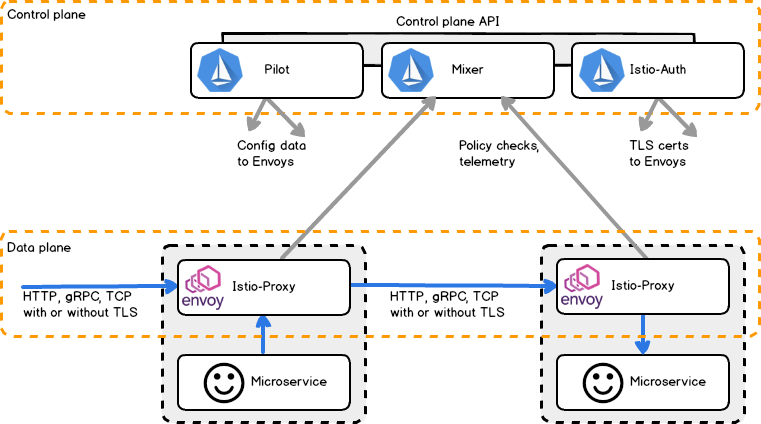 Control plane
Control plane API
Pilot
Mixer
Istio-Auth
Config data
to Envoys
Policy checks,
telemetry
TLS certs
to Envoys
Data plane
HTTP, gRPC, TCP
with or without TLS
envoy
Istio-Proxy
HTTP, gRPC, TCP
with or without TLS
envoy
Istio-Proxy
Microservice
Microservice